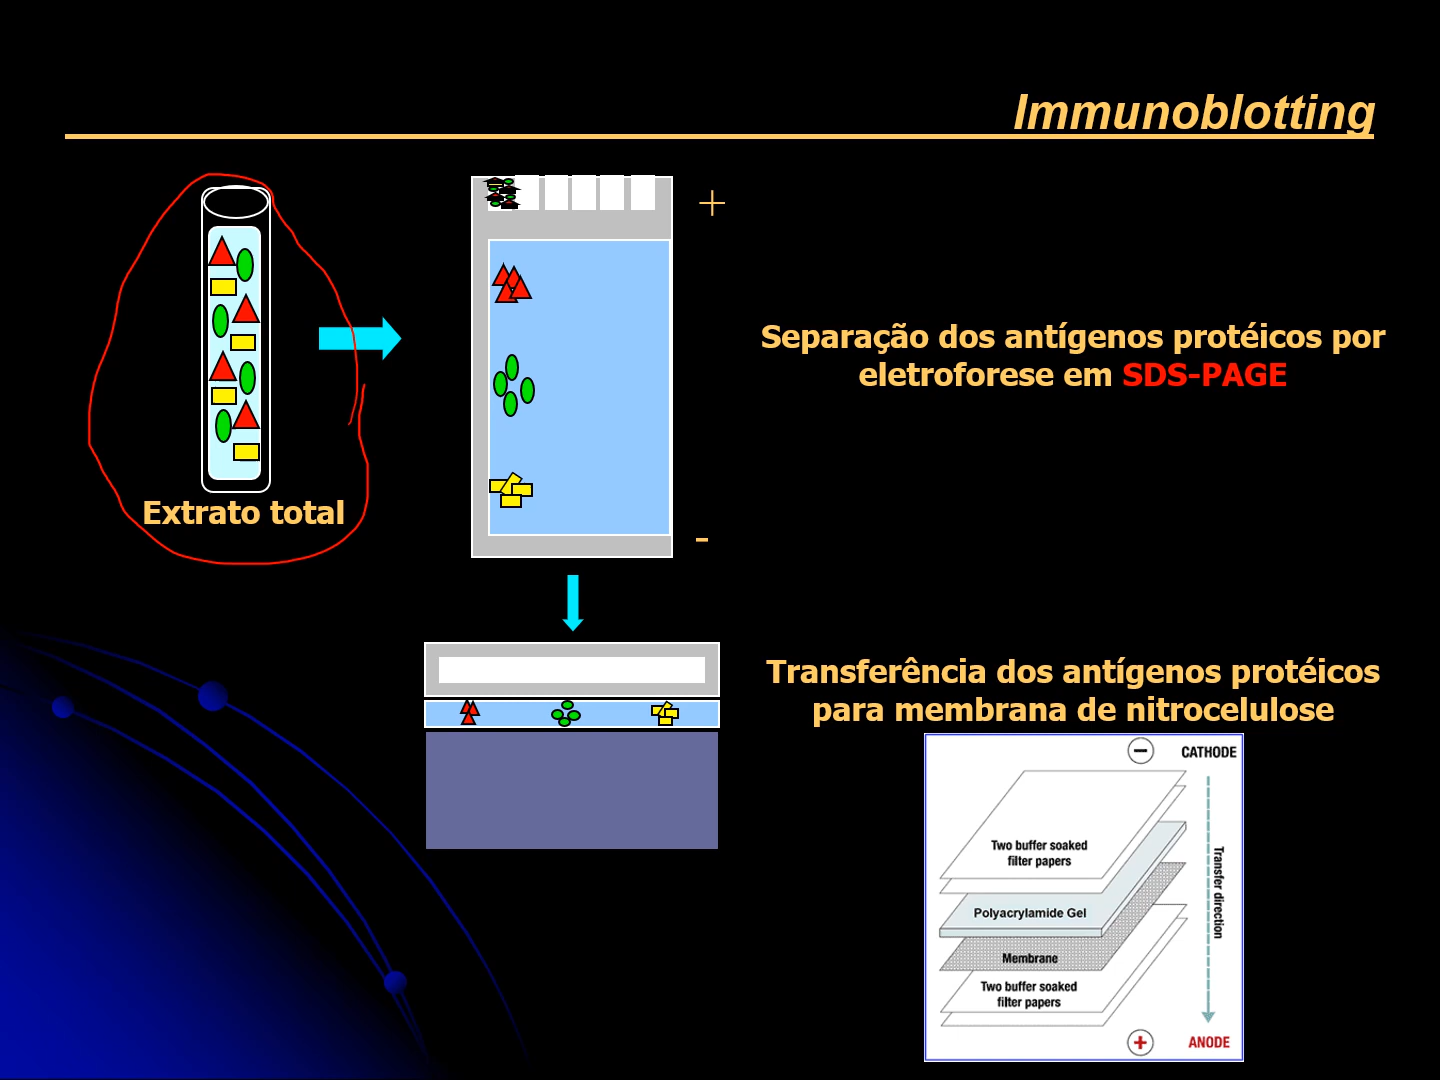 Immunoblotting
+
Separação dos antígenos protéicos por
eletroforese em SDS-PAGE
Extrato total
-
Transferência dos antígenos protéicos
para membrana de nitrocelulose
− CATHODE
Two buffer soaked
filter papers
Transfer direction
Polyacrylamide Gel
Membrane
Two buffer soaked
filter papers
+ ANODE